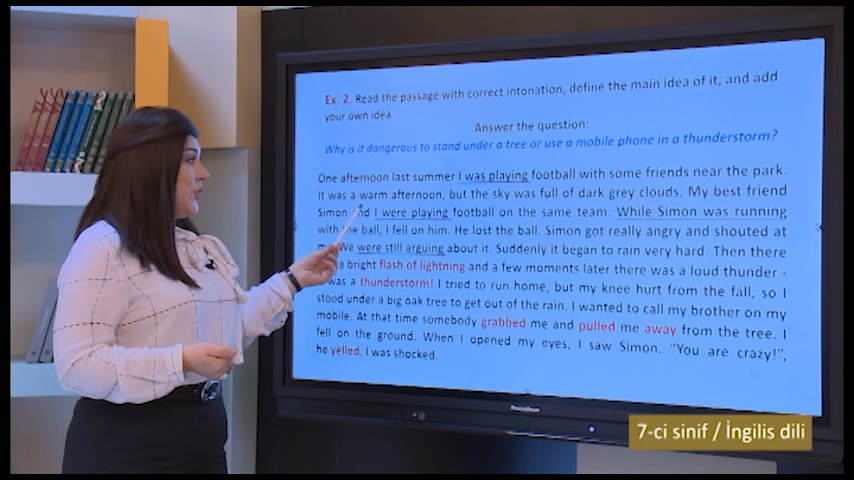 Ex. 2. Read the passage with correct intonation, define the main idea of it, and add
your own idea.
Answer the question:
Why is it dangerous to stand under a tree or use a mobile phone in a thunderstorm?
One afternoon last summer I was playing football with some friends near the park.
It was a warm afternoon, but the sky was full of dark grey clouds. My best friend
Simon and I were playing football on the same team. While Simon was running
with the ball, I fell on him. He lost the ball. Simon got really angry and shouted at
We were still arguing about it. Suddenly it began to rain very hard. Then there
a bright flash of lightning and a few moments later there was a loud thunder -
was a thunderstorm! I tried to run home, but my knee hurt from the fall, so I
stood under a big oak tree to get out of the rain. I wanted to call my brother on my
mobile. At that time somebody grabbed me and pulled me away from the tree. I
fell on the ground. When I opened my eyes, I saw Simon. "You are crazy!",
he yelled. I was shocked.
Promethean
7-ci sinif / İngilis dili